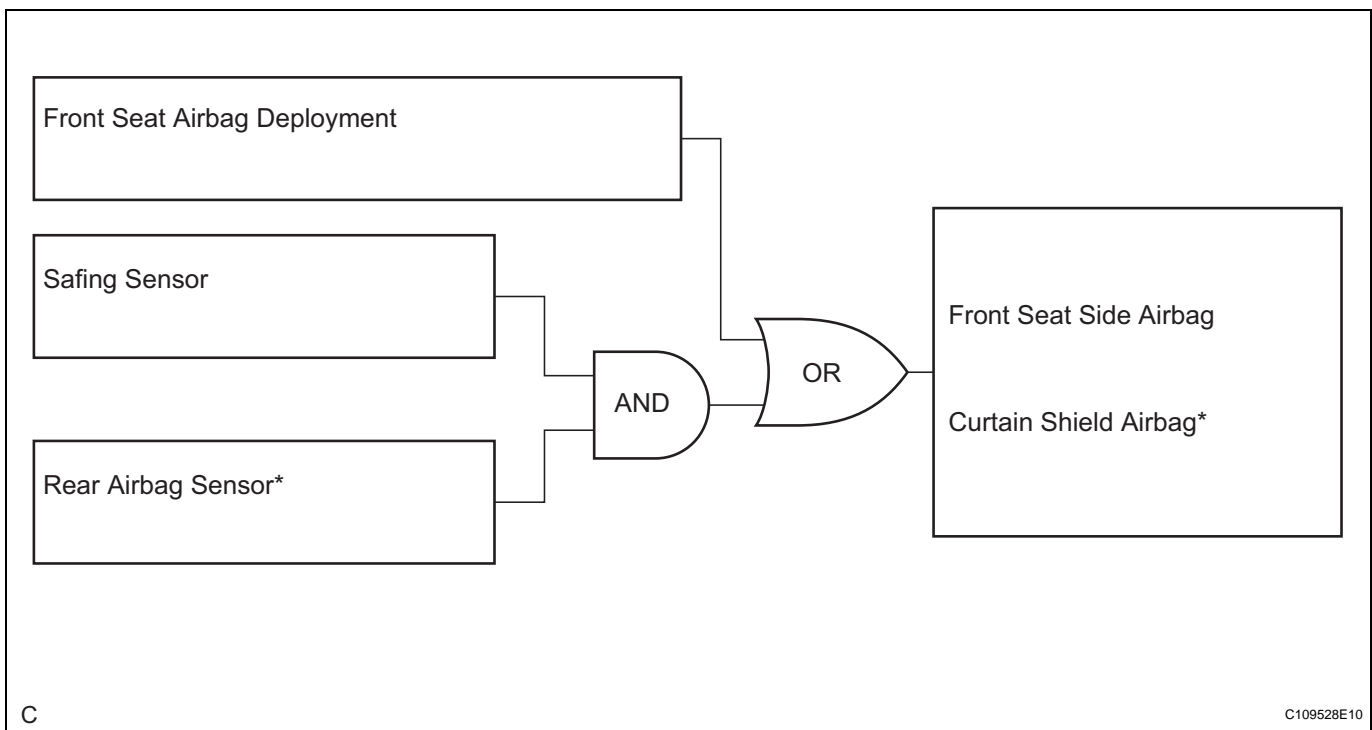 Front Seat Airbag Deployment
Safing Sensor
AND
OR
Rear Airbag Sensor*
Front Seat Side Airbag
Curtain Shield Airbag*
C
C109528E10